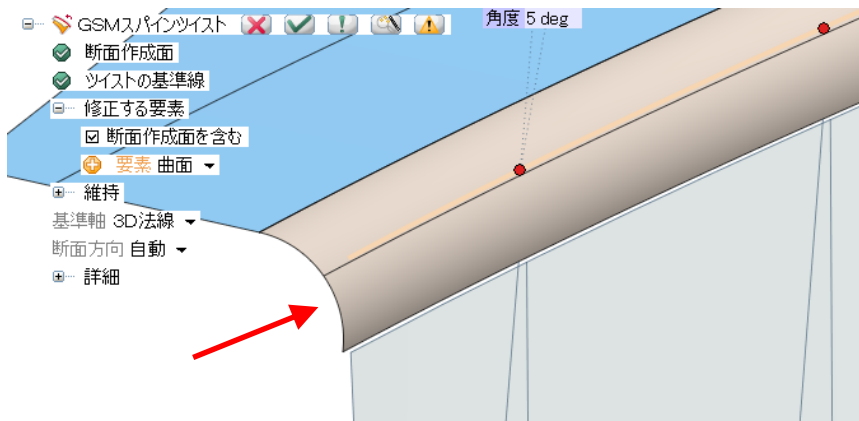 GSMスパインツイスト
角度 5 deg
断面作成面
ツイストの基準線
修正する要素
断面作成面を含む
要素 曲面
維持
基準軸 3D法線
断面方向 自動
詳細